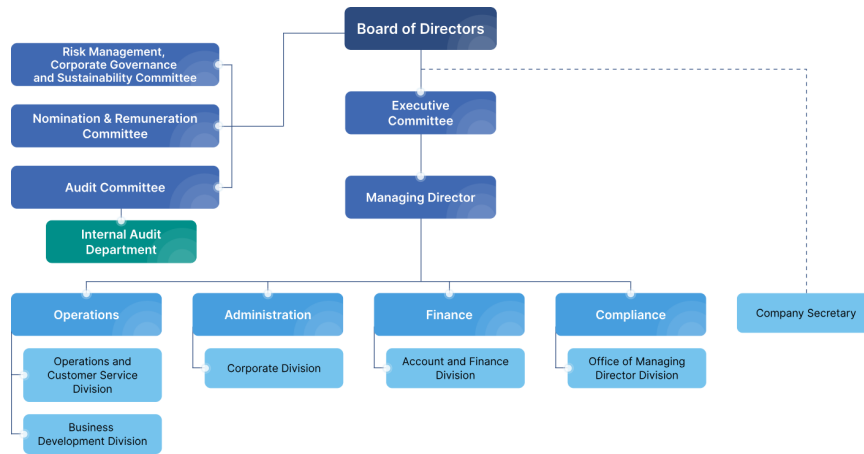 Board of Directors
Risk Management,
Corporate Governance
and Sustainability Committee
Nomination & Remuneration
Committee
Audit Committee
Internal Audit
Department
Executive
Committee
Managing Director
Operations
Administration
Finance
Compliance
Company Secretary
Operations and
Customer Service
Division
Corporate Division
Account and Finance
Division
Office of Managing
Director Division
Business
Development Division